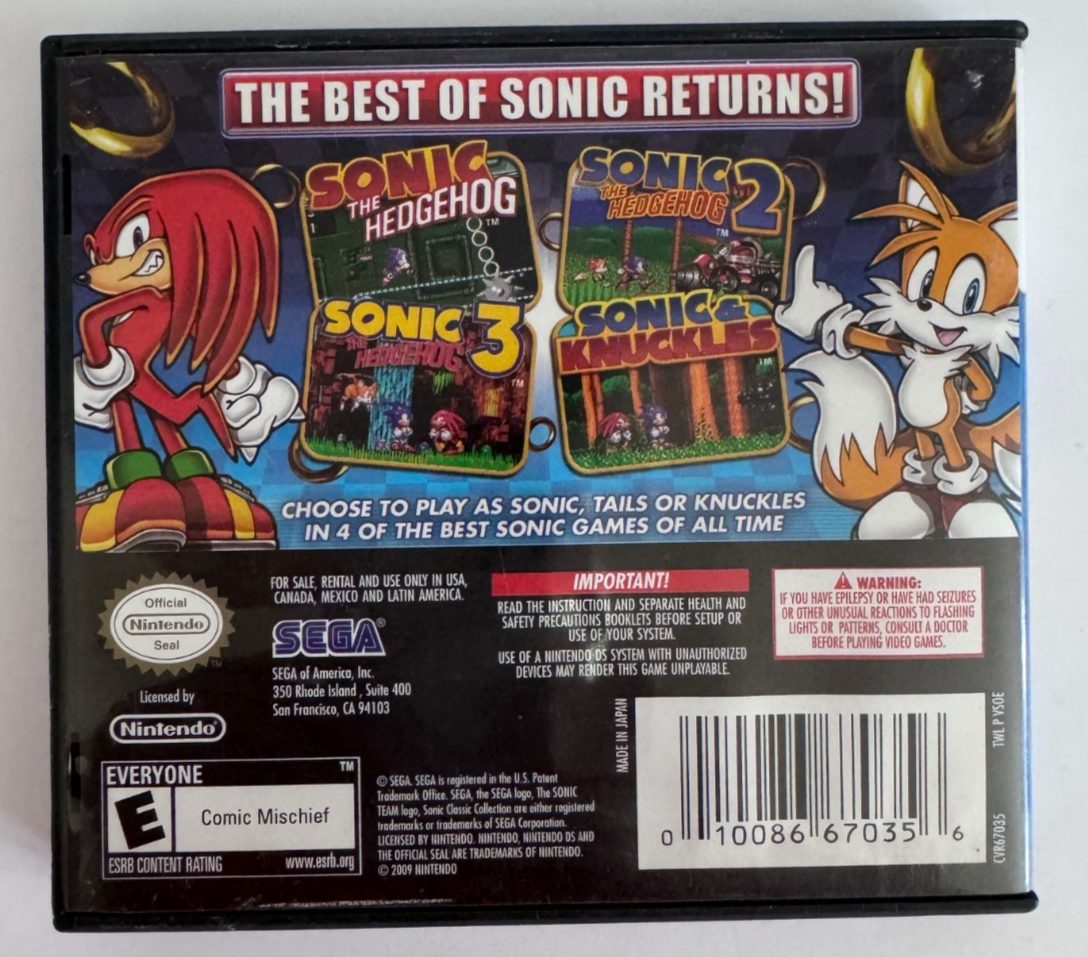 THE BEST OF SONIC RETURNS!
SONIC
THE
HEDGEHOG
TM
SONIC
THE
HEDGEHOG 2
TM
SONIC
THE
HEDGEHOG 3
TM
SONIC &
KNUCKLES
TM
CHOOSE TO PLAY AS SONIC, TAILS OR KNUCKLES
IN 4 OF THE BEST SONIC GAMES OF ALL TIME
Official
Nintendo
Seal
TM
Licensed by
Nintendo®
FOR SALE, RENTAL AND USE ONLY IN USA,
CANADA, MEXICO AND LATIN AMERICA.
SEGA®
SEGA of America, Inc.
350 Rhode Island , Suite 400
San Francisco, CA 94103
IMPORTANT!
READ THE INSTRUCTION AND SEPARATE HEALTH AND
SAFETY PRECAUTIONS BOOKLETS BEFORE SETUP OR
USE OF YOUR SYSTEM.
USE OF A NINTENDO DS SYSTEM WITH UNAUTHORIZED
DEVICES MAY RENDER THIS GAME UNPLAYABLE.
WARNING:
IF YOU HAVE EPILEPSY OR HAVE HAD SEIZURES
OR OTHER UNUSUAL REACTIONS TO FLASHING
LIGHTS OR PATTERNS, CONSULT A DOCTOR
BEFORE PLAYING VIDEO GAMES.
EVERYONE TM
E
Comic Mischief
ESRB CONTENT RATING www.esrb.org
© SEGA. SEGA is registered in the U.S. Patent
Trademark Office. SEGA, the SEGA logo, The SONIC
TEAM logo, Sonic Classic Collection are either registered
trademarks or trademarks of SEGA Corporation.
LICENSED BY NINTENDO. NINTENDO, NINTENDO DS AND
THE OFFICIAL SEAL ARE TRADEMARKS OF NINTENDO.
© 2009 NINTENDO
MADE IN JAPAN
0 10086 67035 6
TWL P VSOE
CVR67035